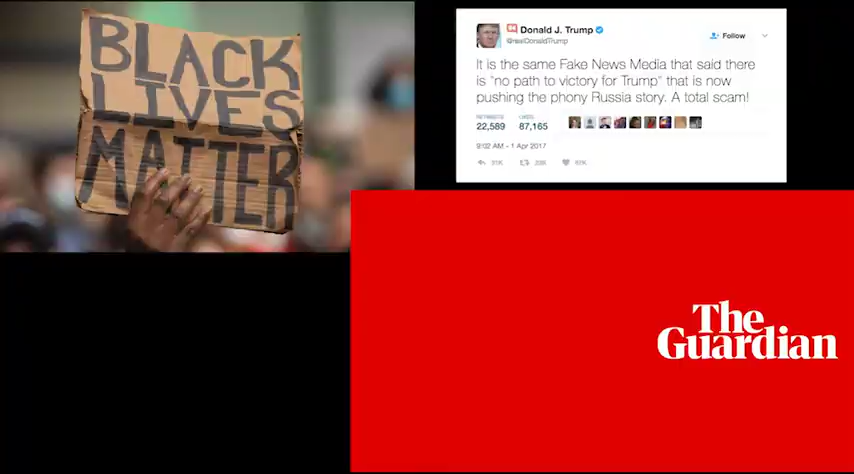 BLACK
LIVES
MATTER
Donald J. Trump
@realDonaldTrump
Follow
It is the same Fake News Media that said there
is "no path to victory for Trump" that is now
pushing the phony Russia story. A total scam!
RETWEETS
LIKES
22,589
87,165
9:02 AM - 1 Apr 2017
The
Guardian